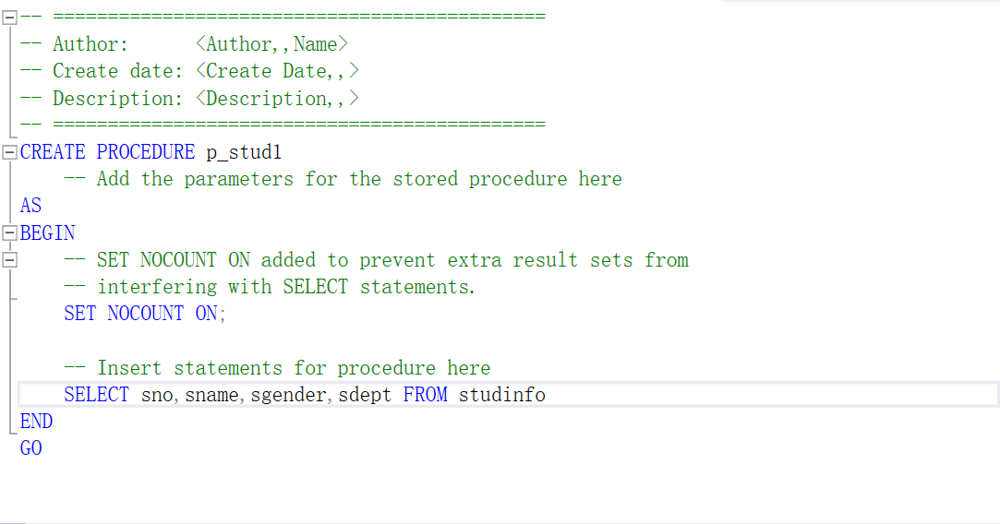 -- =============================================
-- Author:      <Author,,Name>
-- Create date: <Create Date,,>
-- Description: <Description,,>
-- =============================================
CREATE PROCEDURE p_stud1
    -- Add the parameters for the stored procedure here
AS
BEGIN
    -- SET NOCOUNT ON added to prevent extra result sets from
    -- interfering with SELECT statements.
    SET NOCOUNT ON;

    -- Insert statements for procedure here
    SELECT sno,sname,sgender,sdept FROM studinfo
END
GO